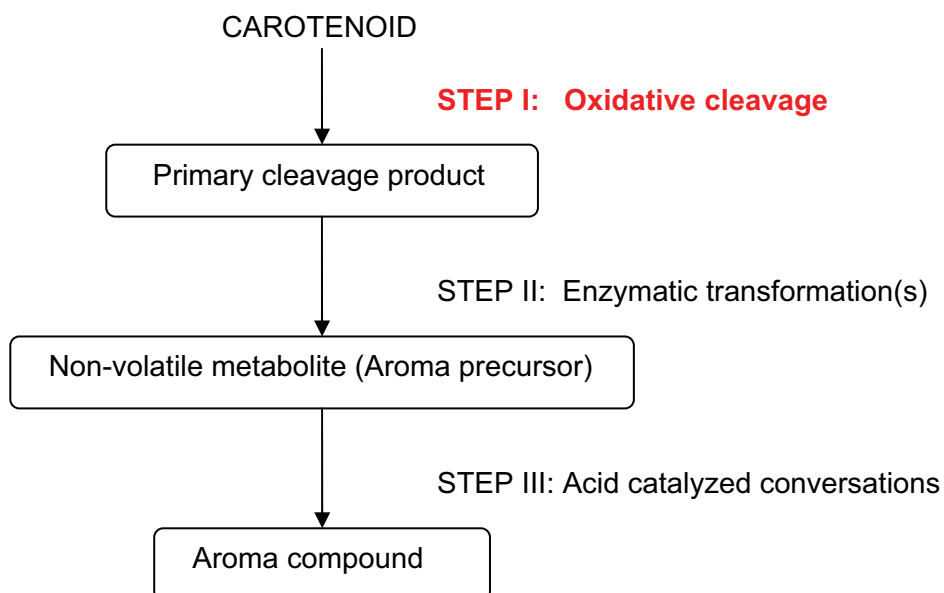 CAROTENOID
STEP I: Oxidative cleavage
Primary cleavage product
STEP II: Enzymatic transformation(s)
Non-volatile metabolite (Aroma precursor)
STEP III: Acid catalyzed conversations
Aroma compound